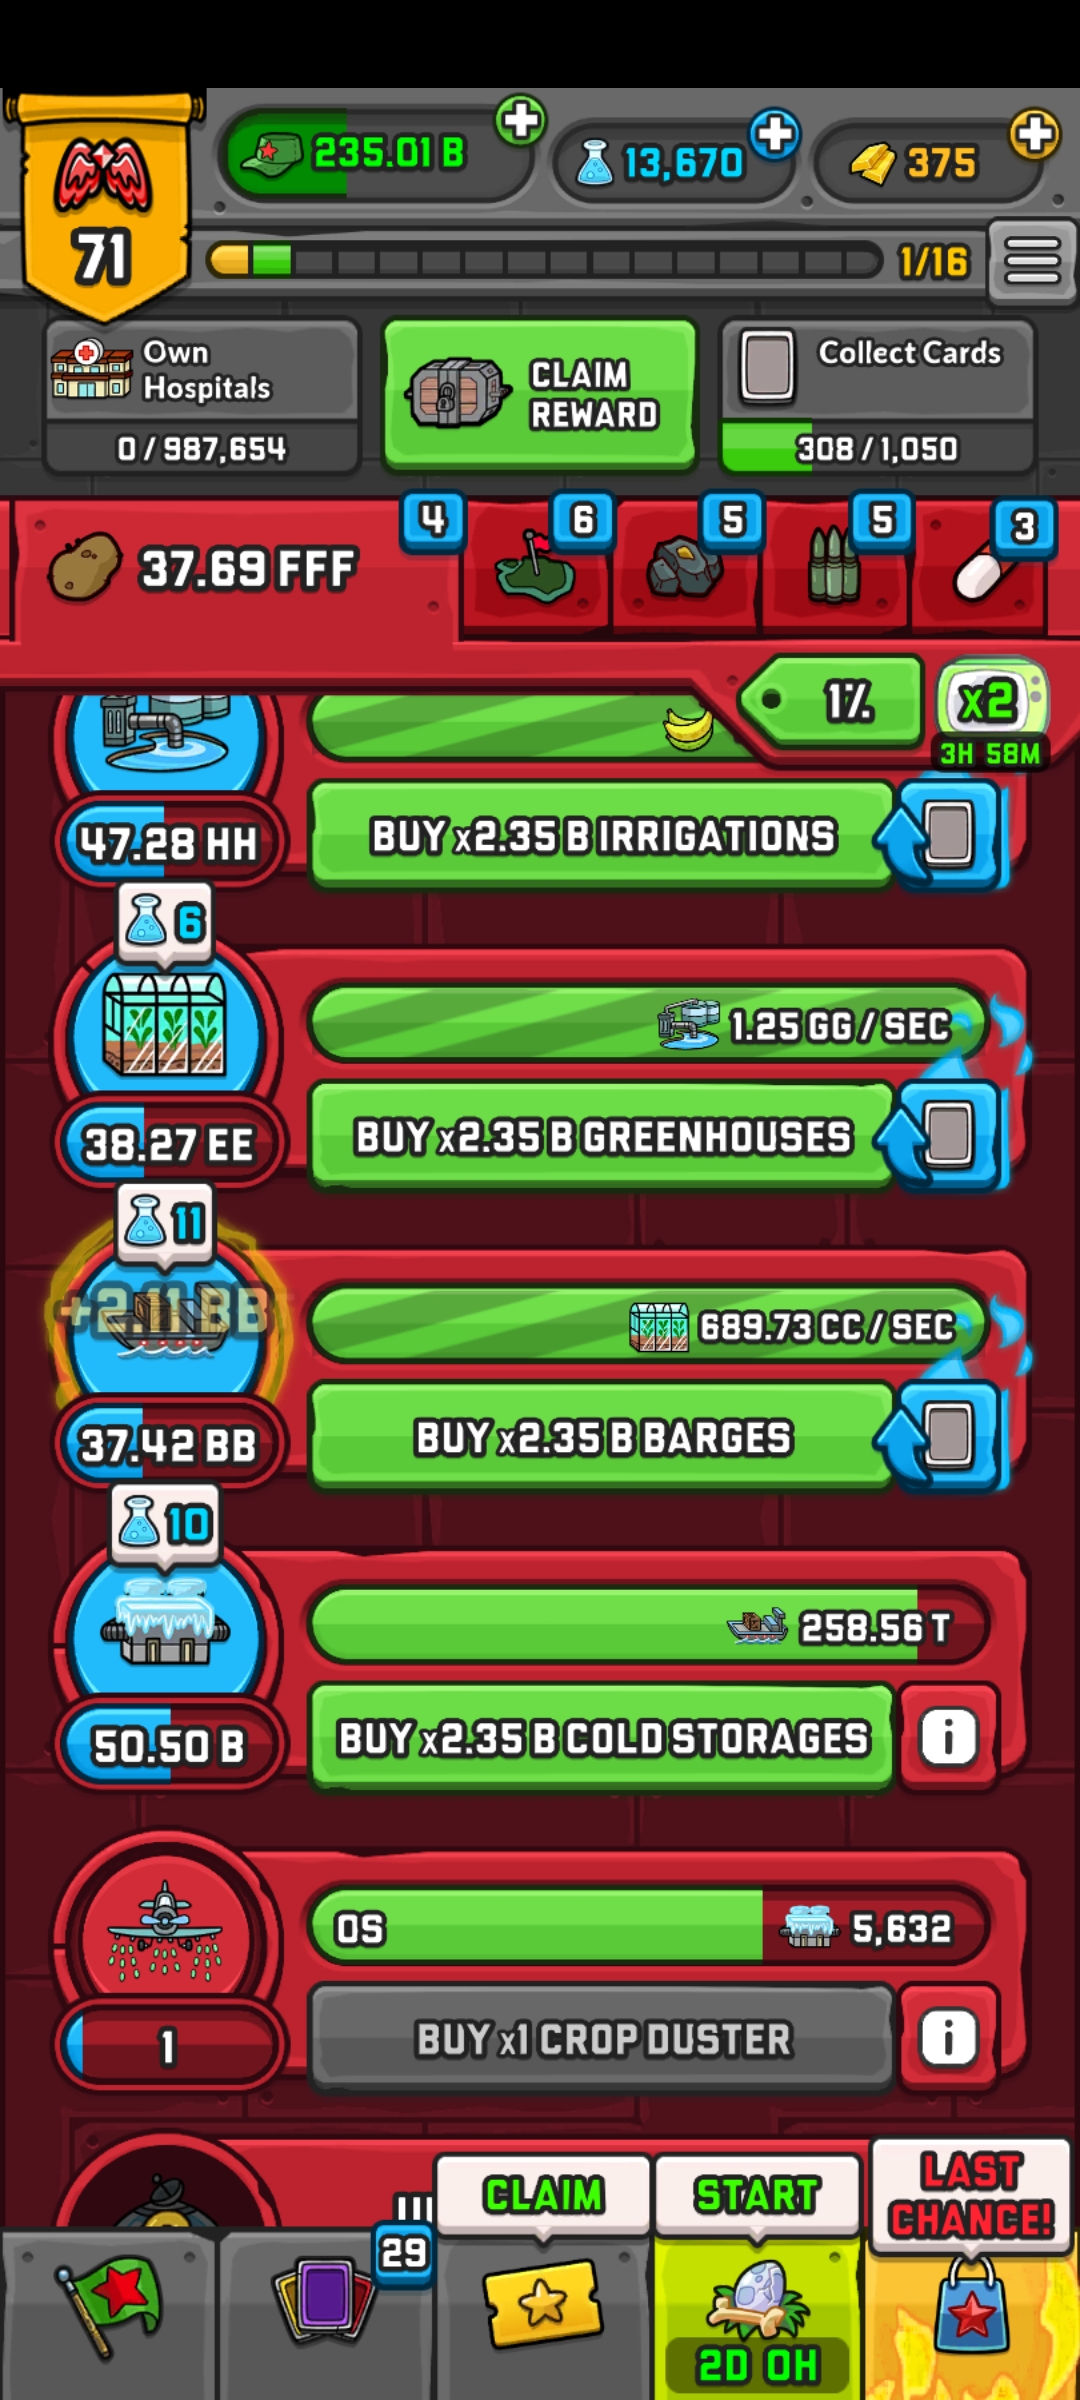 71
235.01 B
13,670
375
1/16
Own
Hospitals
0 / 987,654
CLAIM
REWARD
Collect Cards
308 / 1,050
37.69 FFF
4
6
5
5
3
1%
x2
3H 58M
47.28 HH
BUY x2.35 B IRRIGATIONS
6
1.25 GG / SEC
38.27 EE
BUY x2.35 B GREENHOUSES
11
+2.11 BB
689.73 CC / SEC
37.42 BB
BUY x2.35 B BARGES
10
258.56 T
50.50 B
BUY x2.35 B COLD STORAGES
i
0S
5,632
1
BUY x1 CROP DUSTER
i
CLAIM
START
LAST
CHANCE!
29
2D 0H